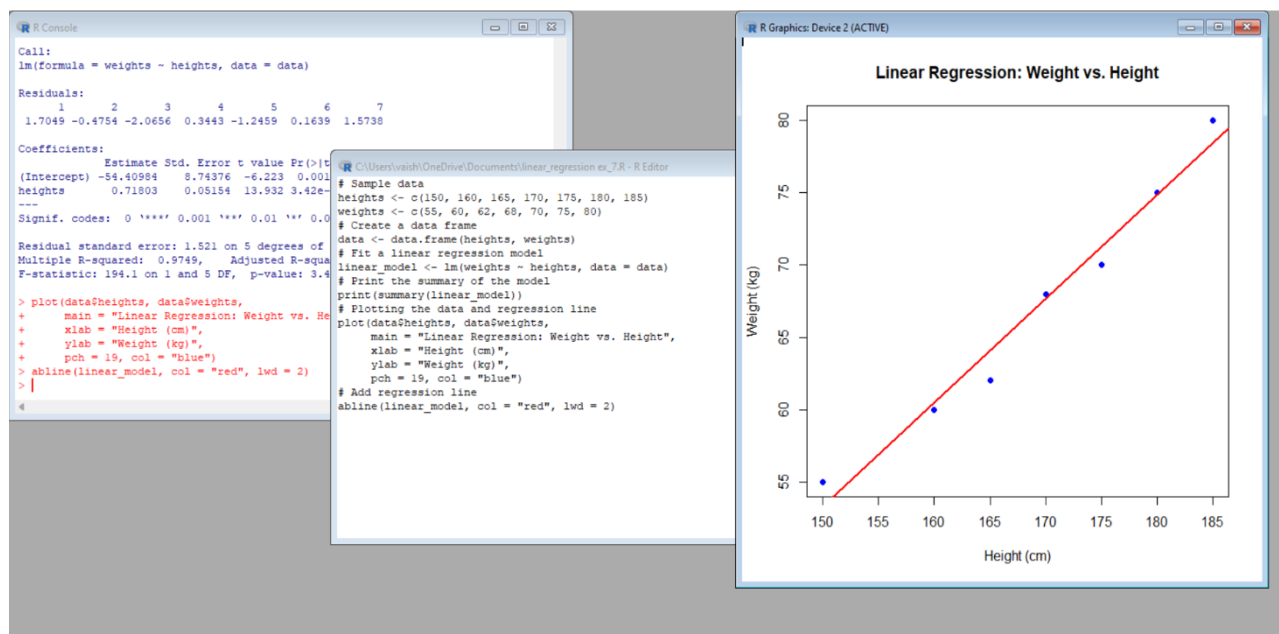 R Console
Call:
lm(formula = weights ~ heights, data = data)
Residuals:
1 2 3 4 5 6 7
1.7049 -0.4754 -2.0656 0.3443 -1.2459 0.1639 1.5738
Coefficients:
Estimate Std. Error t value Pr(>|t
(Intercept) -54.40984 8.74376 -6.223 0.001
heights 0.71803 0.05154 13.932 3.42e-
---
Signif. codes: 0 '***' 0.001 '**' 0.01 '*' 0.0
Residual standard error: 1.521 on 5 degrees of
Multiple R-squared: 0.9749, Adjusted R-squa
F-statistic: 194.1 on 1 and 5 DF, p-value: 3.4
> plot(data$heights, data$weights,
+ main = "Linear Regression: Weight vs. He
+ xlab = "Height (cm)",
+ ylab = "Weight (kg)",
+ pch = 19, col = "blue")
> abline(linear_model, col = "red", lwd = 2)
>
C:\Users\vaish\OneDrive\Documents\linear_regression ex_7.R - R Editor
# Sample data
heights <- c(150, 160, 165, 170, 175, 180, 185)
weights <- c(55, 60, 62, 68, 70, 75, 80)
# Create a data frame
data <- data.frame(heights, weights)
# Fit a linear regression model
linear_model <- lm(weights ~ heights, data = data)
# Print the summary of the model
print(summary(linear_model))
# Plotting the data and regression line
plot(data$heights, data$weights,
main = "Linear Regression: Weight vs. Height",
xlab = "Height (cm)",
ylab = "Weight (kg)",
pch = 19, col = "blue")
# Add regression line
abline(linear_model, col = "red", lwd = 2)
R Graphics: Device 2 (ACTIVE)
Linear Regression: Weight vs. Height
Weight (kg)
80
75
70
65
60
55
150 155 160 165 170 175 180 185
Height (cm)